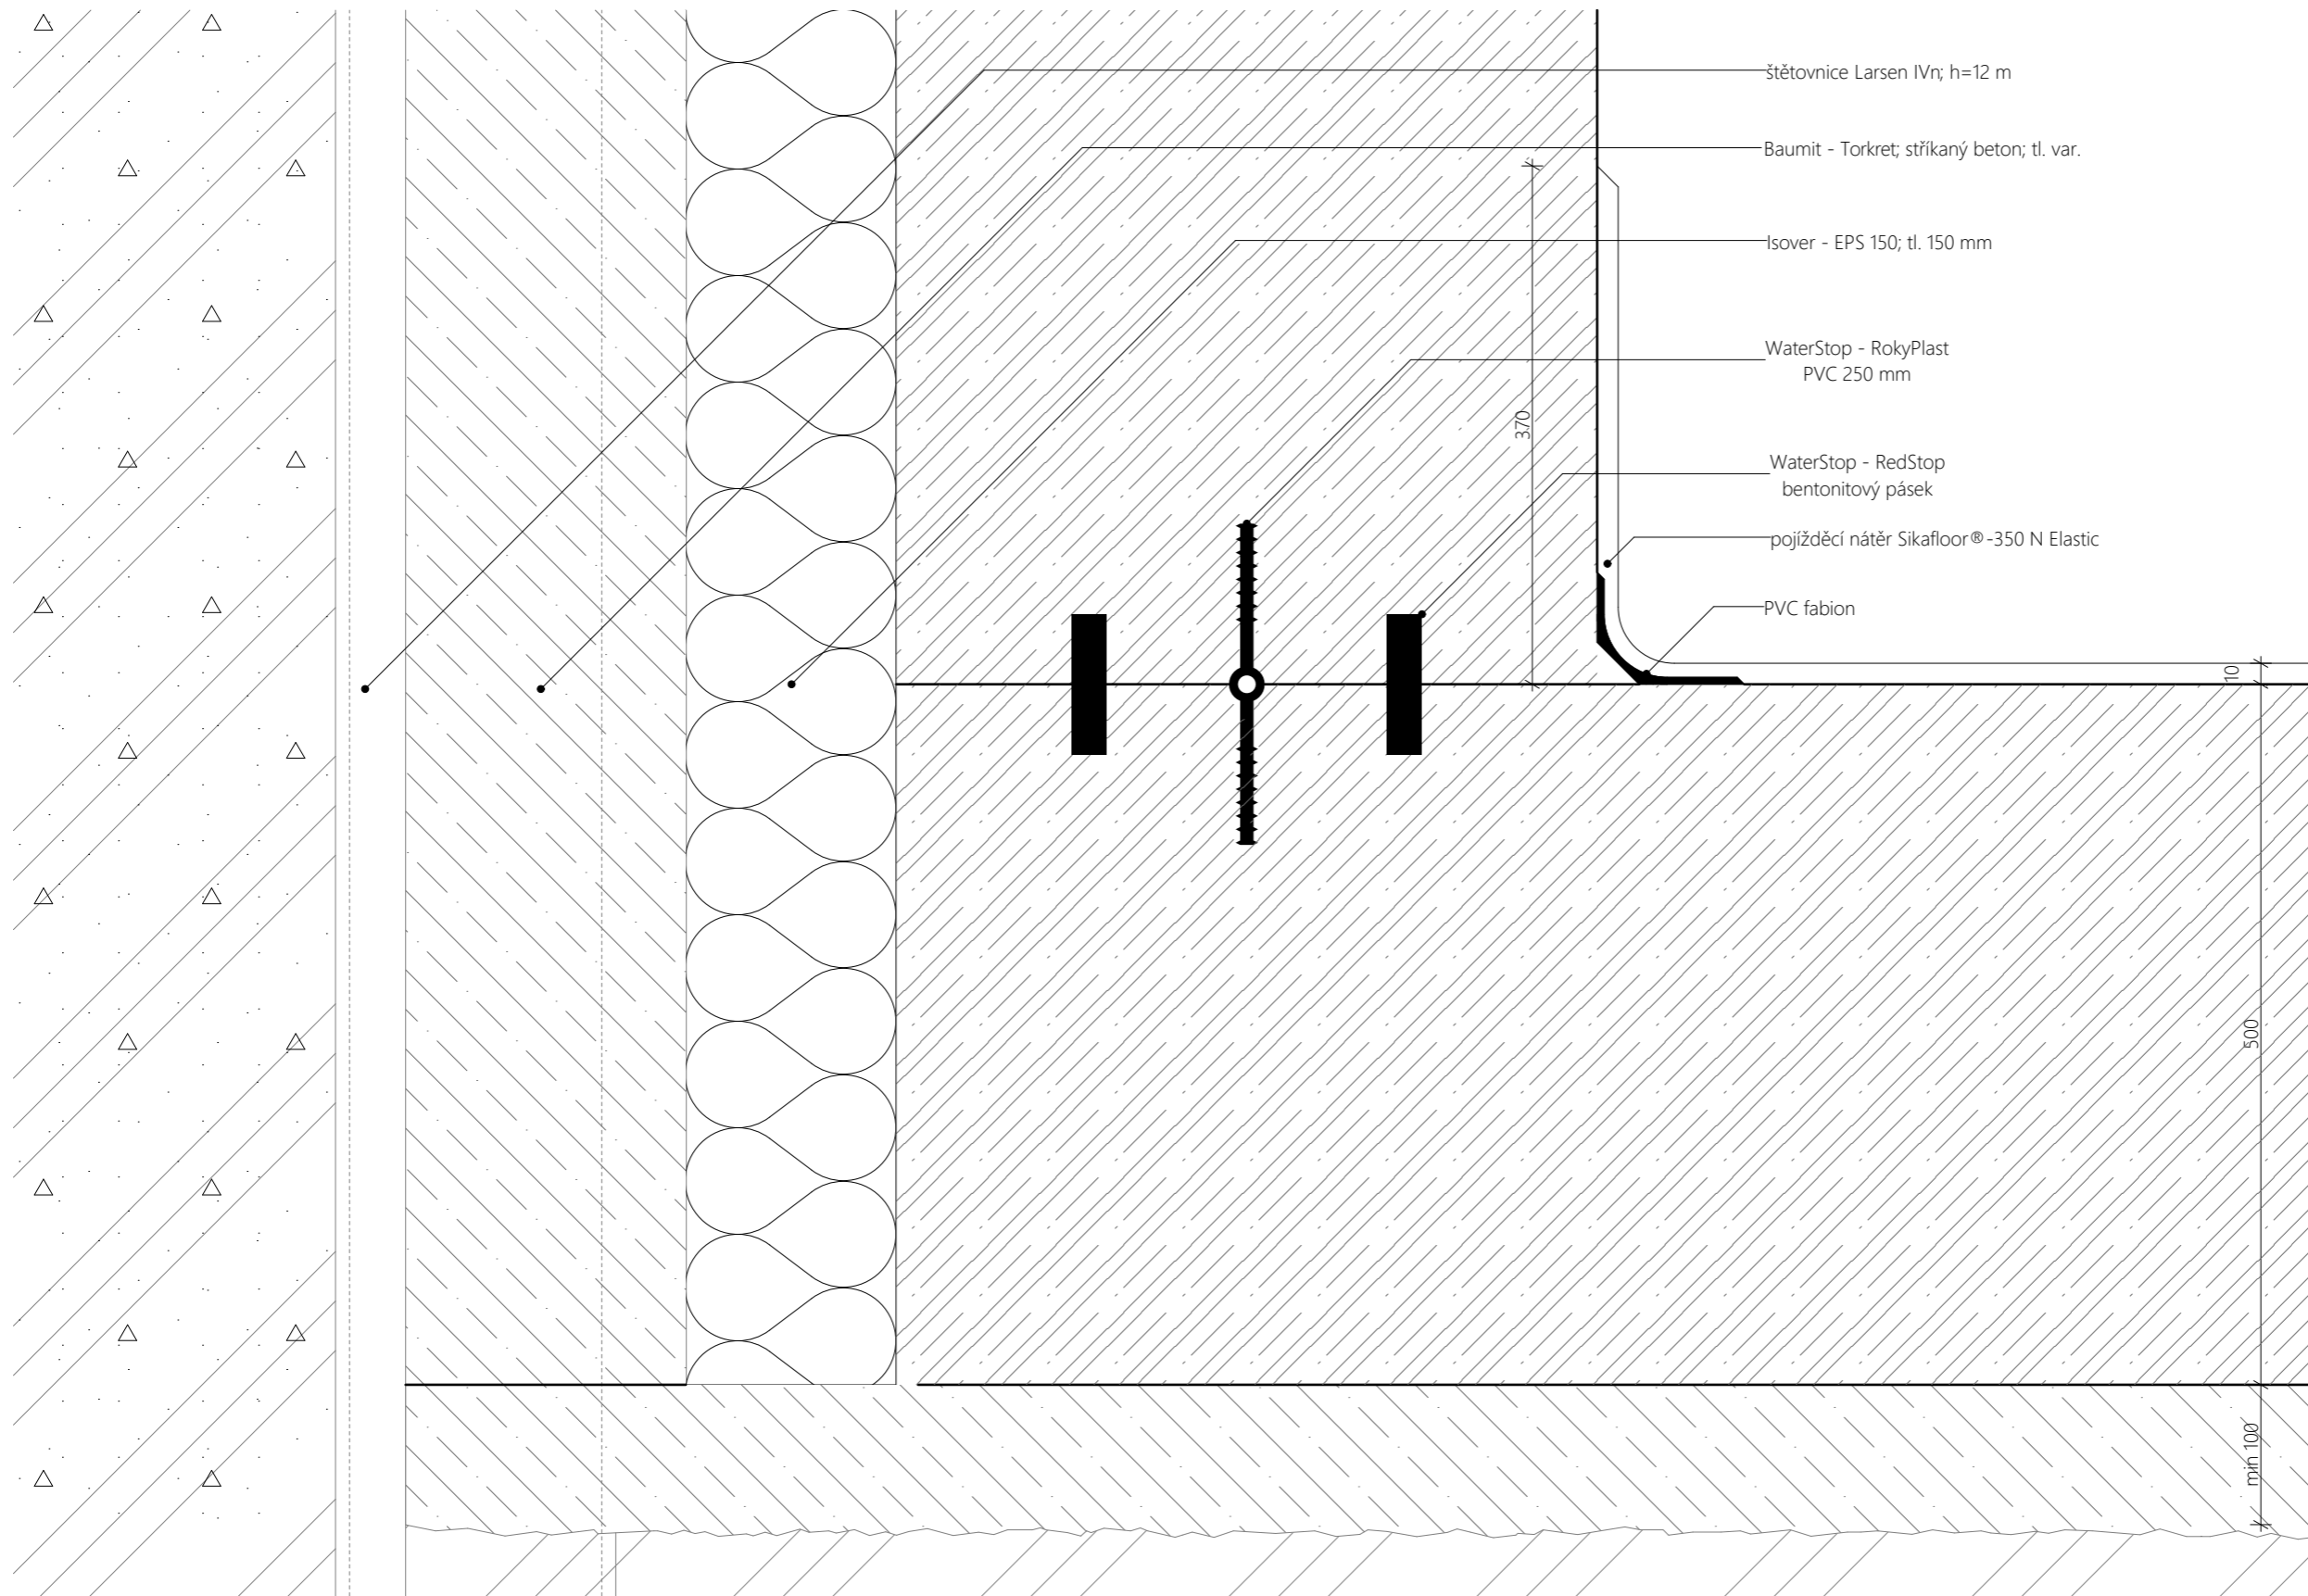 štětovnice Larsen IVn; h=12 m
Baumit - Torkret; stříkaný beton; tl. var.
Isover - EPS 150; tl. 150 mm
WaterStop - RokyPlast
PVC 250 mm
370
WaterStop - RedStop
bentonitový pásek
pojížděcí nátěr Sikafloor®-350 N Elastic
PVC fabion
10
500
min 100